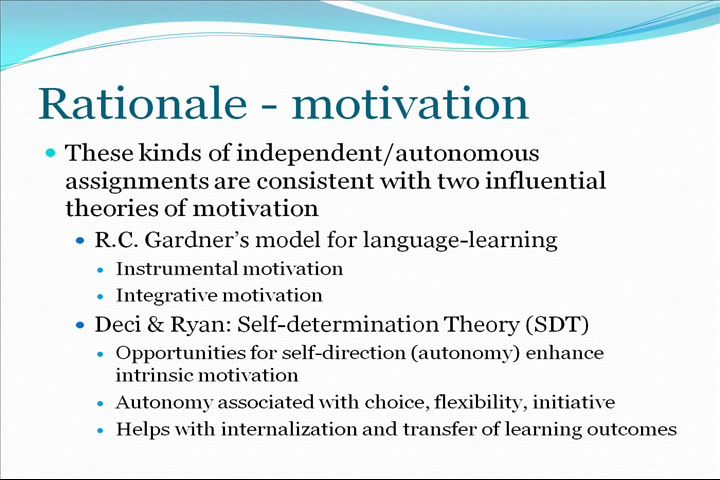 Rationale - motivation
These kinds of independent/autonomous
assignments are consistent with two influential
theories of motivation
R.C. Gardner's model for language-learning
Instrumental motivation
Integrative motivation
Deci & Ryan: Self-determination Theory (SDT)
Opportunities for self-direction (autonomy) enhance
intrinsic motivation
Autonomy associated with choice, flexibility, initiative
Helps with internalization and transfer of learning outcomes